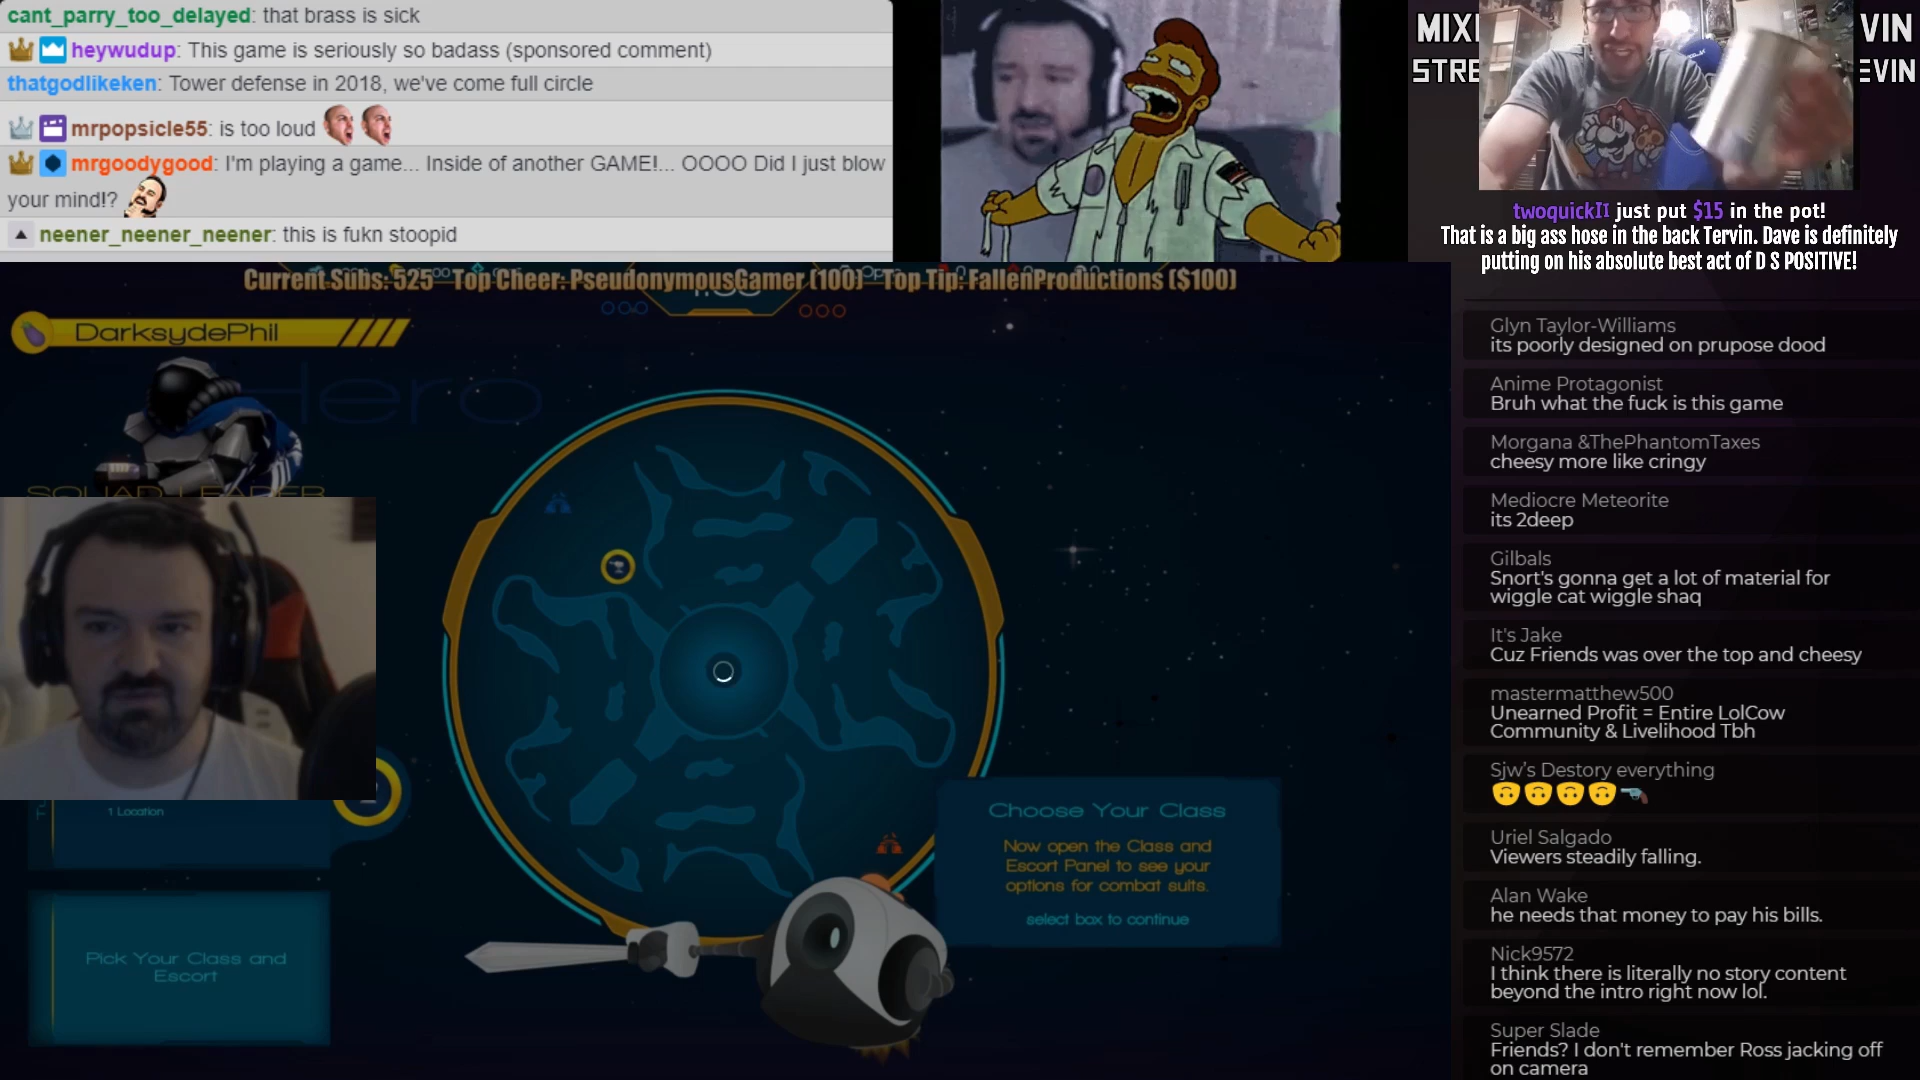 cant_parry_too_delayed: that brass is sick
heywudup: This game is seriously so badass (sponsored comment)
thatgodlikeken: Tower defense in 2018, we've come full circle
mrpopsicle55: is too loud
mrgoodygood: I'm playing a game... Inside of another GAME!... OOOO Did I just blow
your mind!?
neener_neener_neener: this is fukn stoopid
twoquickII just put $15 in the pot!
That is a big ass hose in the back Tervin. Dave is definitely
putting on his absolute best act of D S POSITIVE!
Current Subs: 525 Top Cheer: PseudonymousGamer (100) Top Tip: FallenProductions ($100)
DarksydePhil
Hero
SQUAD LEADER
1 Location
Pick Your Class and
Escort
Choose Your Class
Now open the Class and
Escort Panel to see your
options for combat suits.
select box to continue
Glyn Taylor-Williams
its poorly designed on prupose dood
Anime Protagonist
Bruh what the fuck is this game
Morgana &ThePhantomTaxes
cheesy more like cringy
Mediocre Meteorite
its 2deep
Gilbals
Snort's gonna get a lot of material for
wiggle cat wiggle shaq
It's Jake
Cuz Friends was over the top and cheesy
mastermatthew500
Unearned Profit = Entire LolCow
Community & Livelihood Tbh
Sjw's Destory everything
Uriel Salgado
Viewers steadily falling.
Alan Wake
he needs that money to pay his bills.
Nick9572
I think there is literally no story content
beyond the intro right now lol.
Super Slade
Friends? I don't remember Ross jacking off
on camera